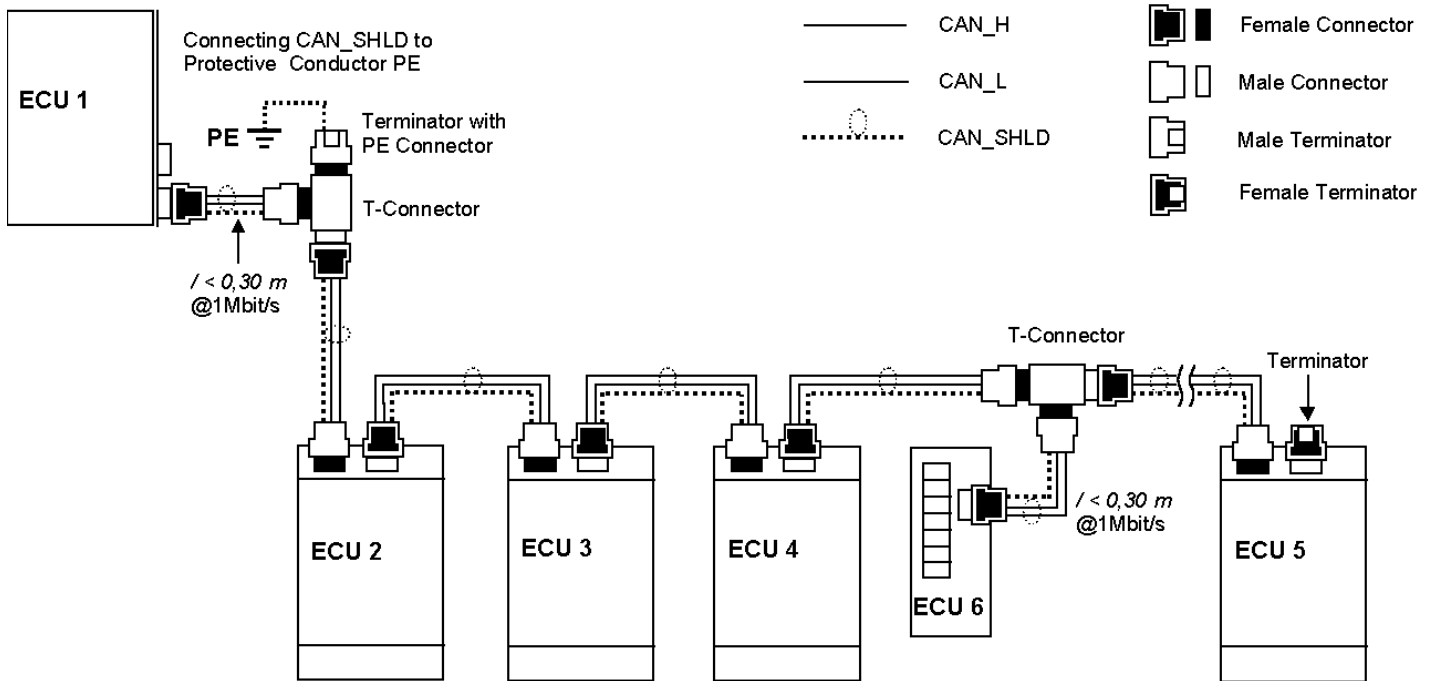 ECU 1
Connecting CAN_SHLD to
Protective Conductor PE
PE
Terminator with
PE Connector
T-Connector
l < 0,30 m
@1Mbit/s
CAN_H
CAN_L
CAN_SHLD
Female Connector
Male Connector
Male Terminator
Female Terminator
T-Connector
Terminator
ECU 2
ECU 3
ECU 4
ECU 6
l < 0,30 m
@1Mbit/s
ECU 5